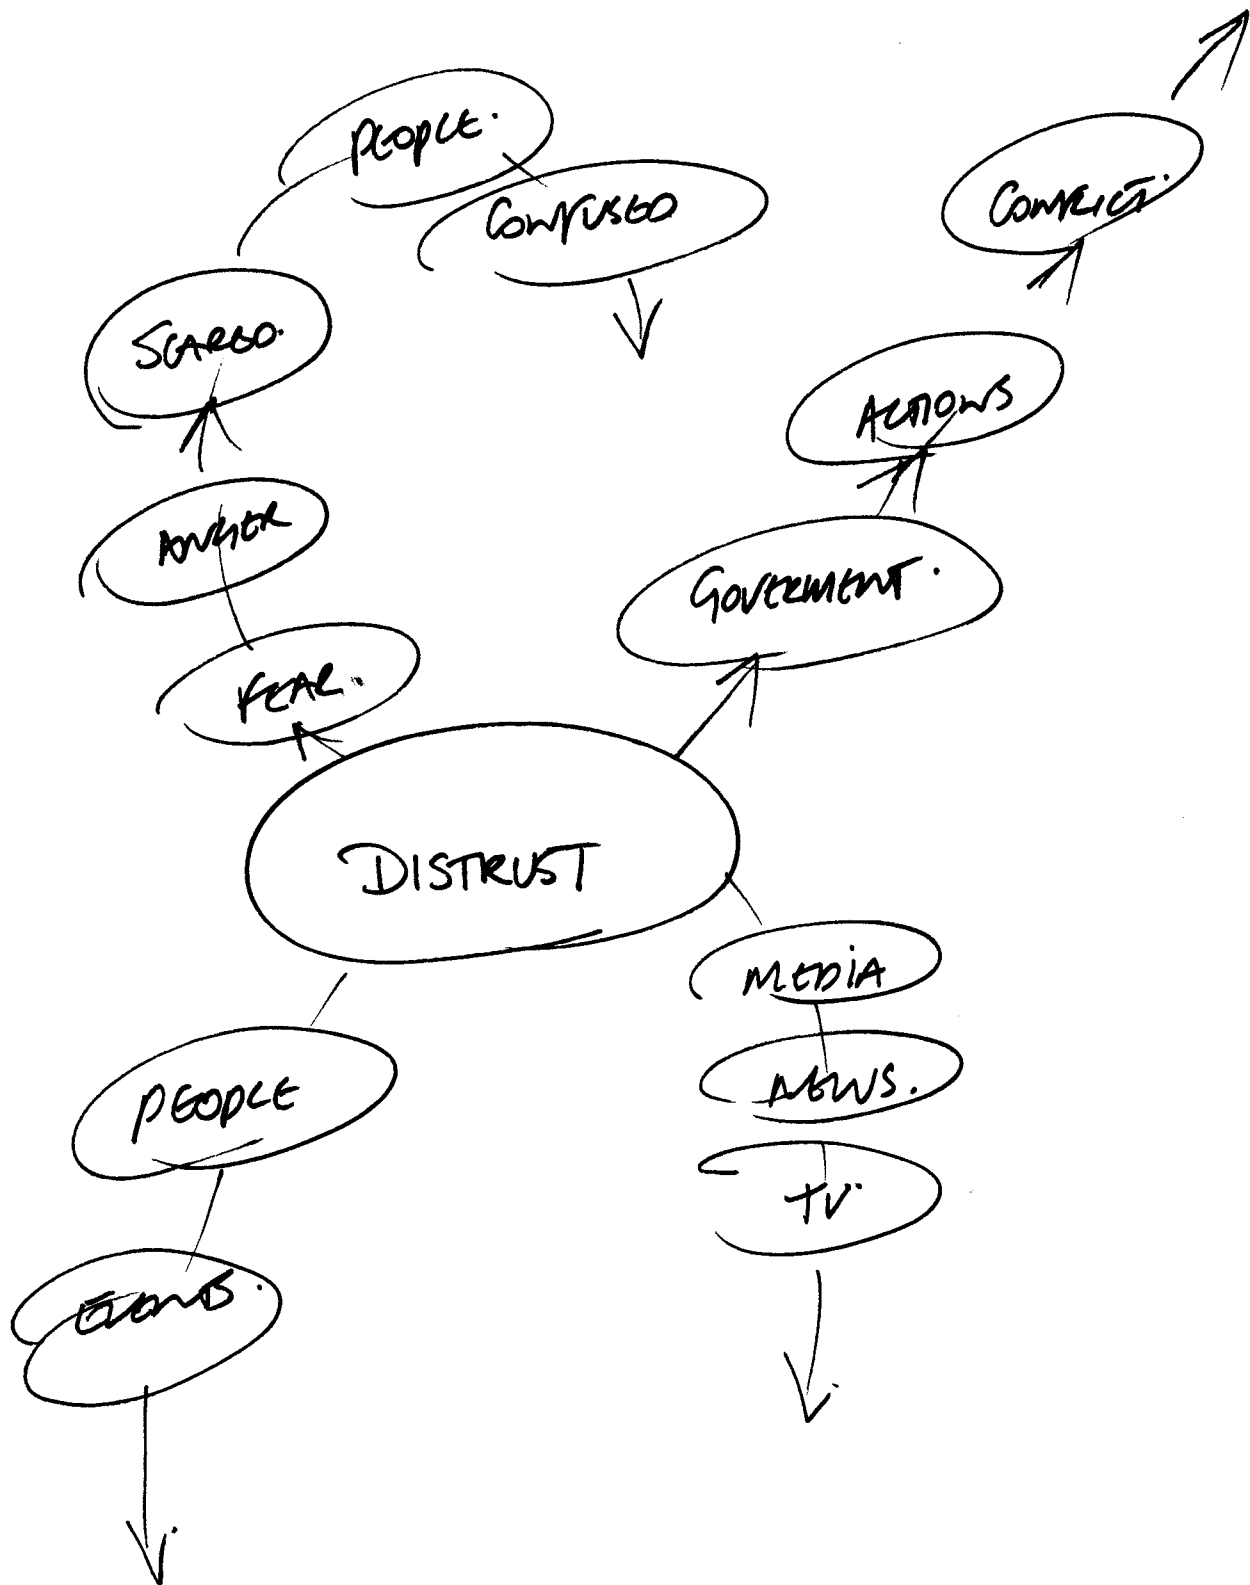 PEOPLE.
CONFUSED
CONFLICT.
SCARED.
ACTIONS
ANGER
GOVERMENT.
FEAR.
DISTRUST
MEDIA
NEWS.
PEOPLE
TV.
EVENTS.